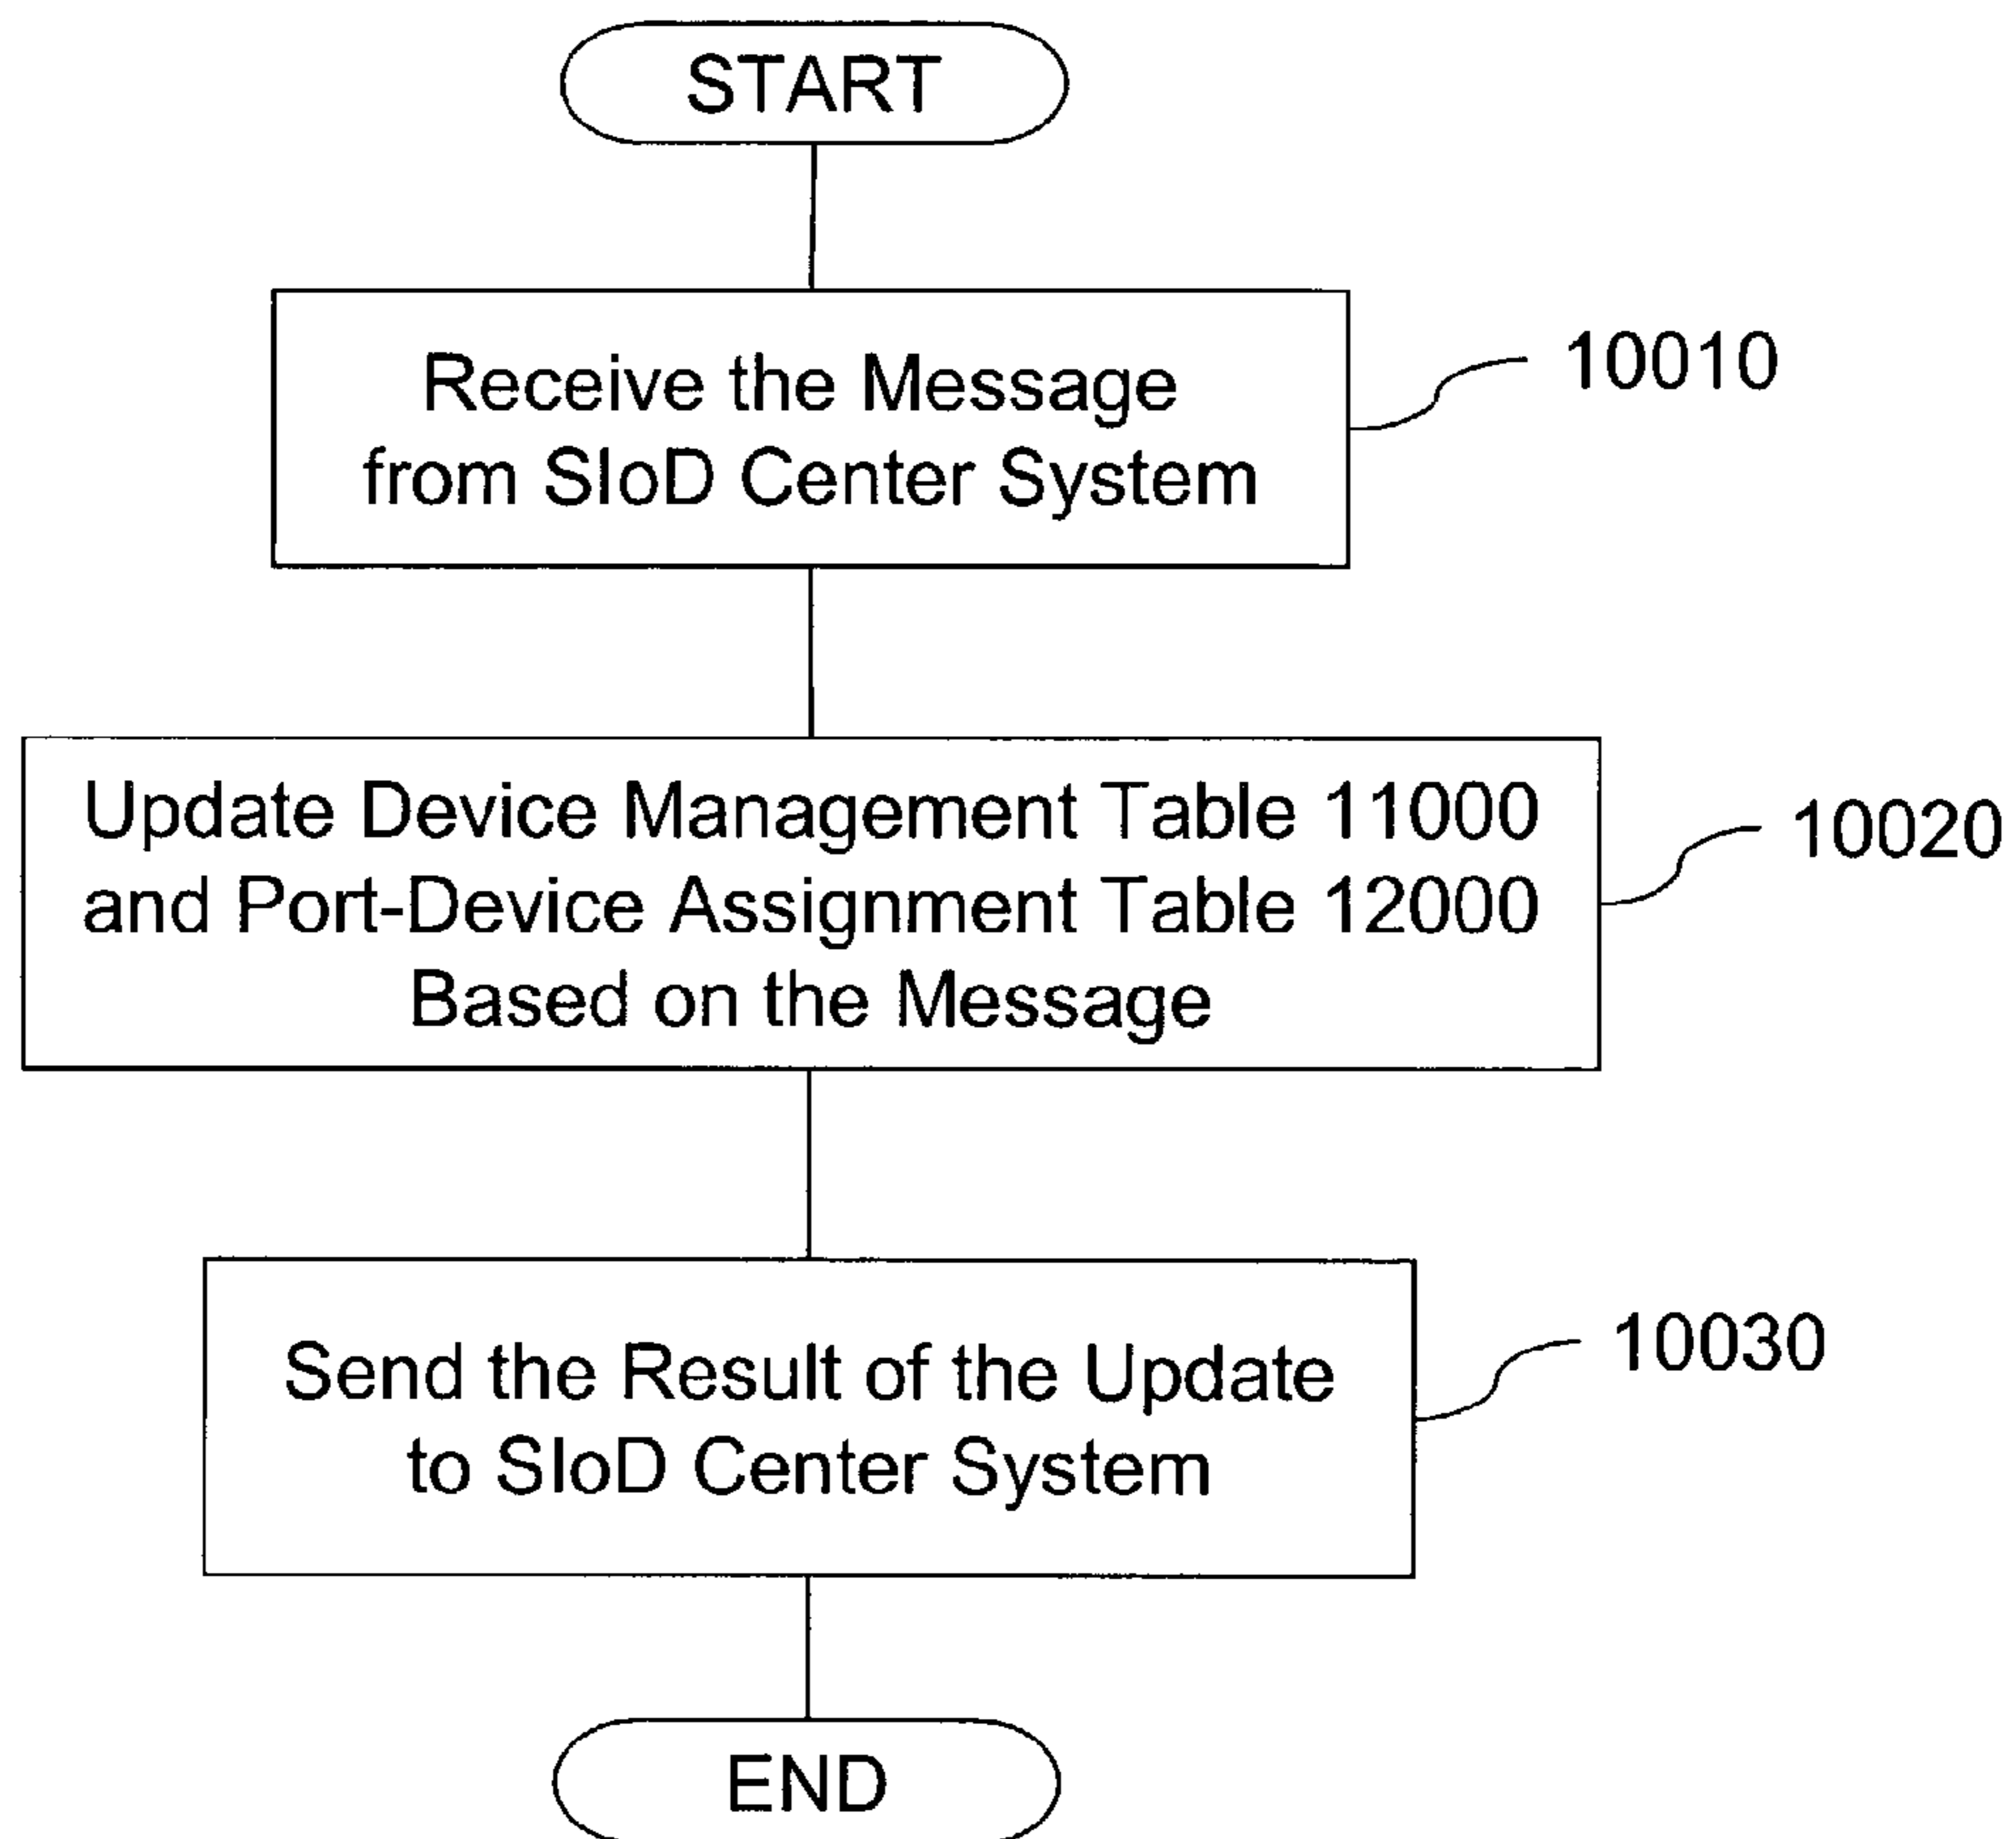 START
Receive the Message
from SIoD Center System
10010
Update Device Management Table 11000
and Port-Device Assignment Table 12000
Based on the Message
10020
Send the Result of the Update
to SIoD Center System
10030
END